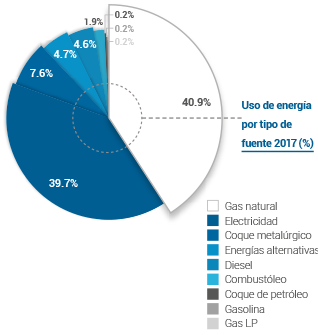 0.2%
1.9%
0.2%
0.2%
4.6%
4.7%
7.6%
40.9%
39.7%
Uso de energía
por tipo de
fuente 2017 (%)
Gas natural
Electricidad
Coque metalúrgico
Energías alternativas
Diesel
Combustóleo
Coque de petróleo
Gasolina
Gas LP